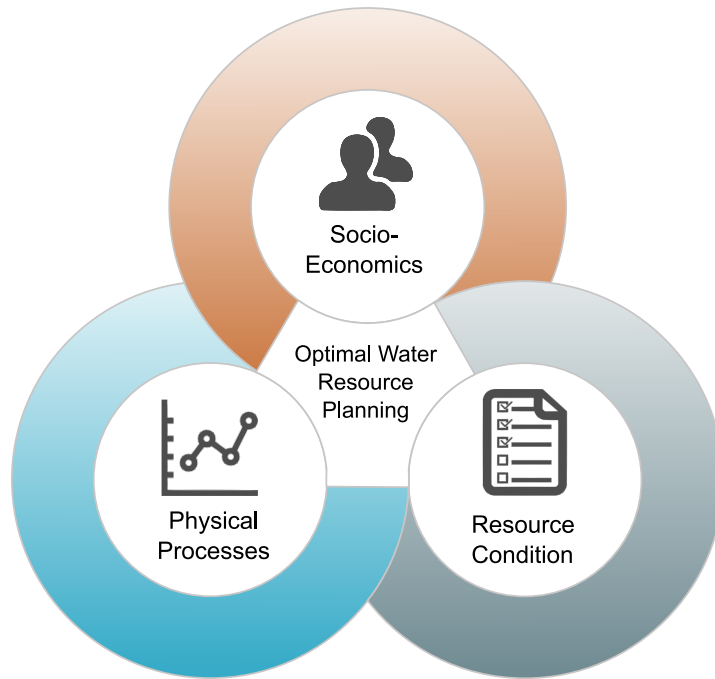 Socio-
Economics
Optimal Water
Resource
Planning
Physical
Processes
Resource
Condition